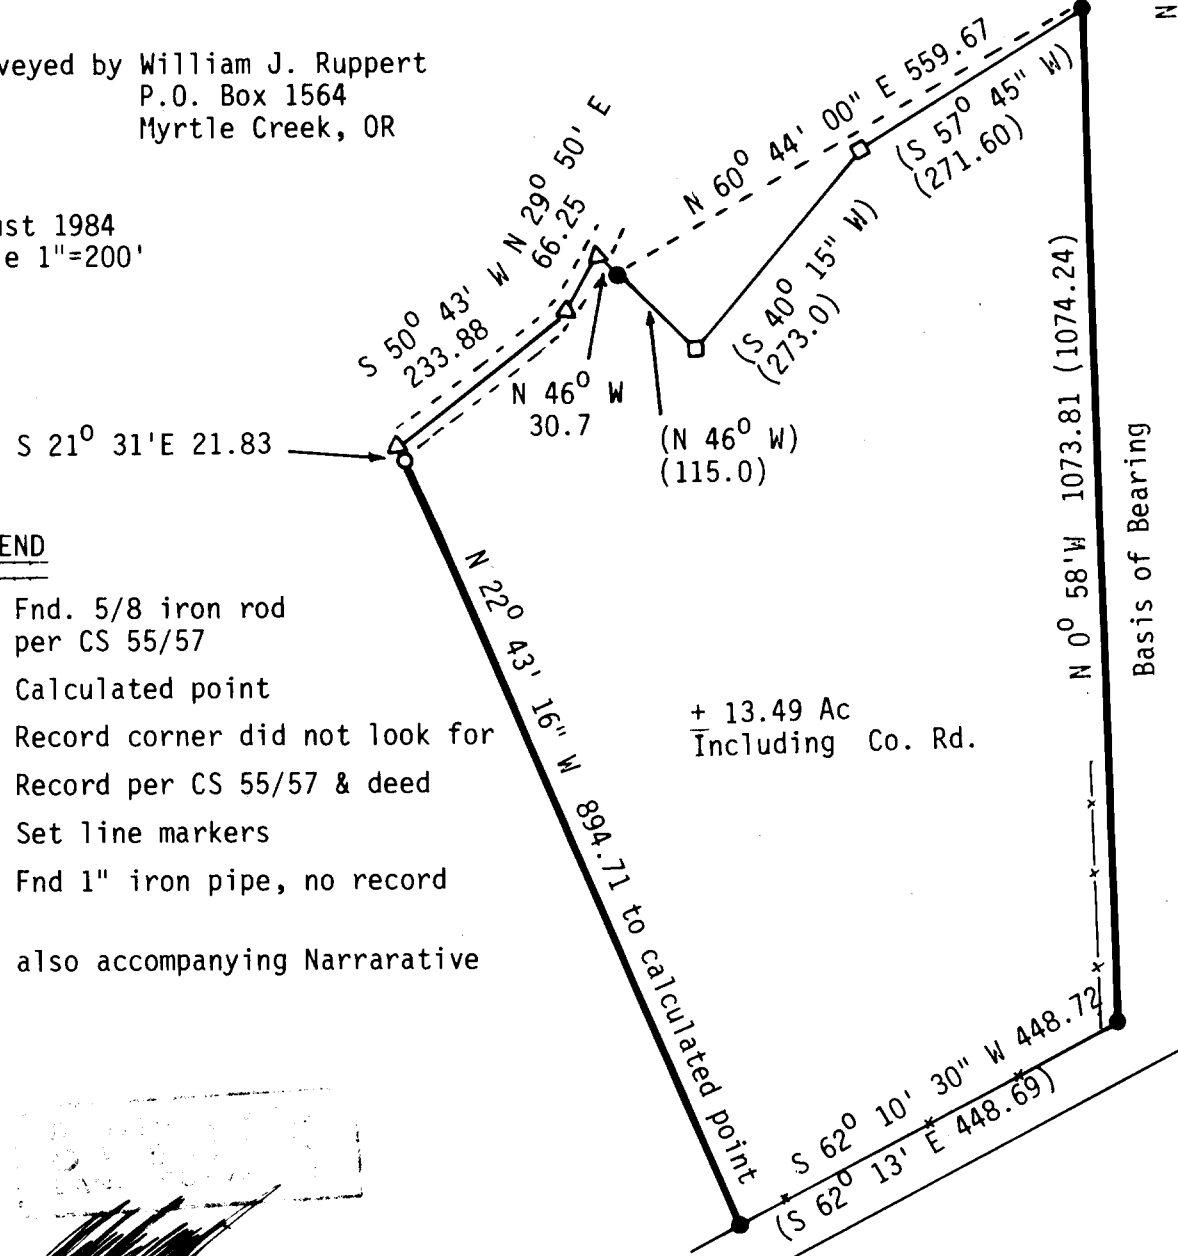 veyed by William J. Ruppert
P.O. Box 1564
Myrtle Creek, OR
ust 1984
e 1"=200'
N
N 60° 44' 00" E 559.67
(S 57° 45" W)
(271.60)
N 29° 50' E
66.25
S 50° 43' W
233.88
(S 40° 15" W)
(273.0)
N 46° W
30.7
(N 46° W)
(115.0)
S 21° 31'E 21.83
N 0° 58'W 1073.81 (1074.24)
Basis of Bearing
END
Fnd. 5/8 iron rod
per CS 55/57
Calculated point
Record corner did not look for
Record per CS 55/57 & deed
Set line markers
Fnd 1" iron pipe, no record
also accompanying Narrarative
N 22° 43' 16" W 894.71 to calculated point
± 13.49 Ac
Including Co. Rd.
S 62° 10' 30" W 448.72
(S 62° 13' E 448.69)